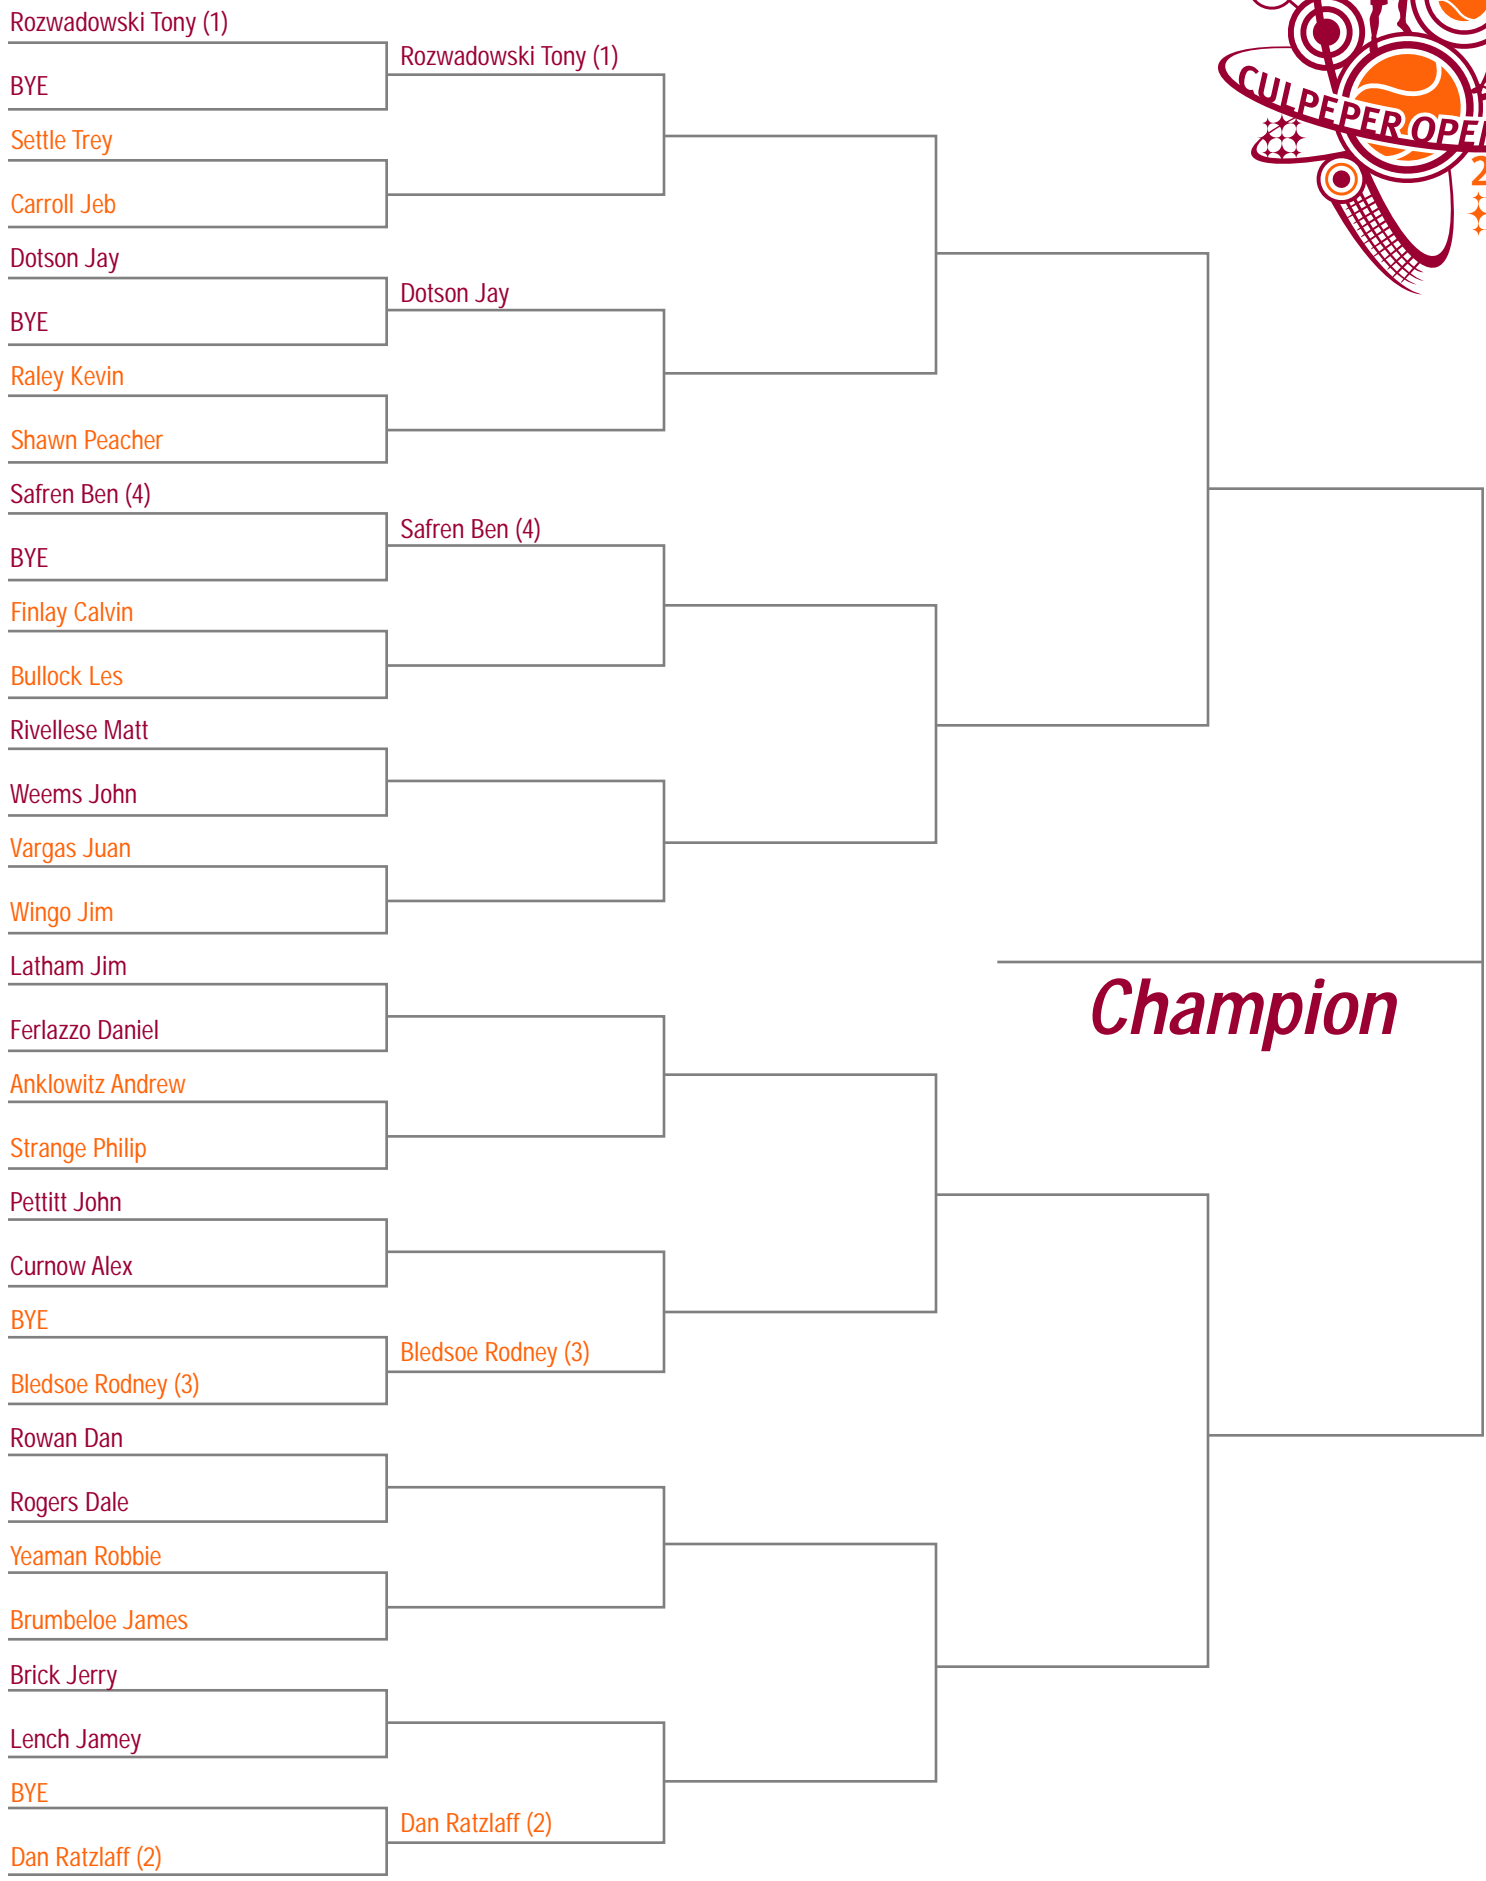 Rozwadowski Tony (1)
BYE
Settle Trey
Carroll Jeb
Dotson Jay
BYE
Raley Kevin
Shawn Peacher
Safren Ben (4)
BYE
Finlay Calvin
Bullock Les
Rivellese Matt
Weems John
Vargas Juan
Wingo Jim
Latham Jim
Ferlazzo Daniel
Anklowitz Andrew
Strange Philip
Pettitt John
Curnow Alex
BYE
Bledsoe Rodney (3)
Rowan Dan
Rogers Dale
Yeaman Robbie
Brumbeloe James
Brick Jerry
Lench Jamey
BYE
Dan Ratzlaff (2)
Rozwadowski Tony (1)
Dotson Jay
Safren Ben (4)
Bledsoe Rodney (3)
Dan Ratzlaff (2)
CULPEPER OPE
2
Champion